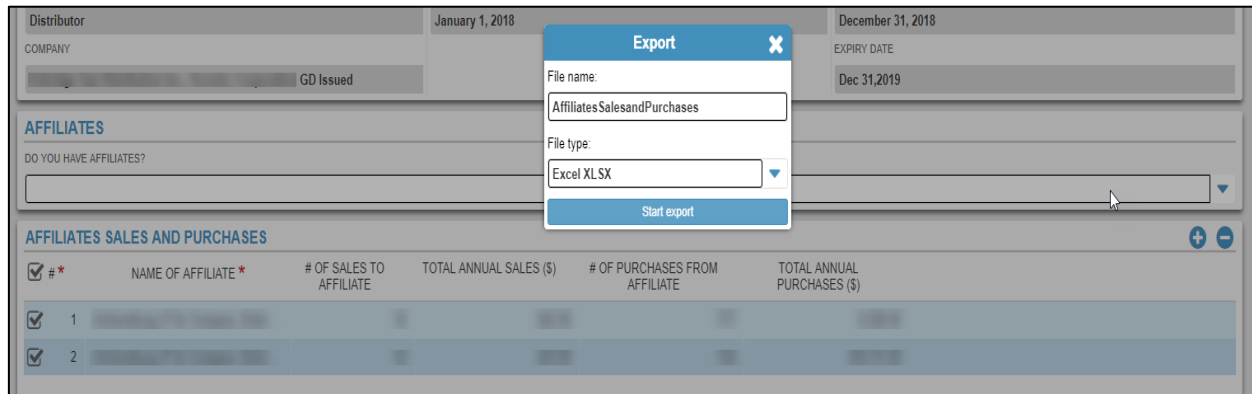 Distributor
January 1, 2018
December 31, 2018
COMPANY
EXPIRY DATE
GD Issued
Dec 31,2019
Export
File name:
AffiliatesSalesandPurchases
File type:
Excel XLSX
Start export
AFFILIATES
DO YOU HAVE AFFILIATES?
AFFILIATES SALES AND PURCHASES
#*
NAME OF AFFILIATE *
# OF SALES TO
AFFILIATE
TOTAL ANNUAL SALES ($)
# OF PURCHASES FROM
AFFILIATE
TOTAL ANNUAL
PURCHASES ($)
1
2